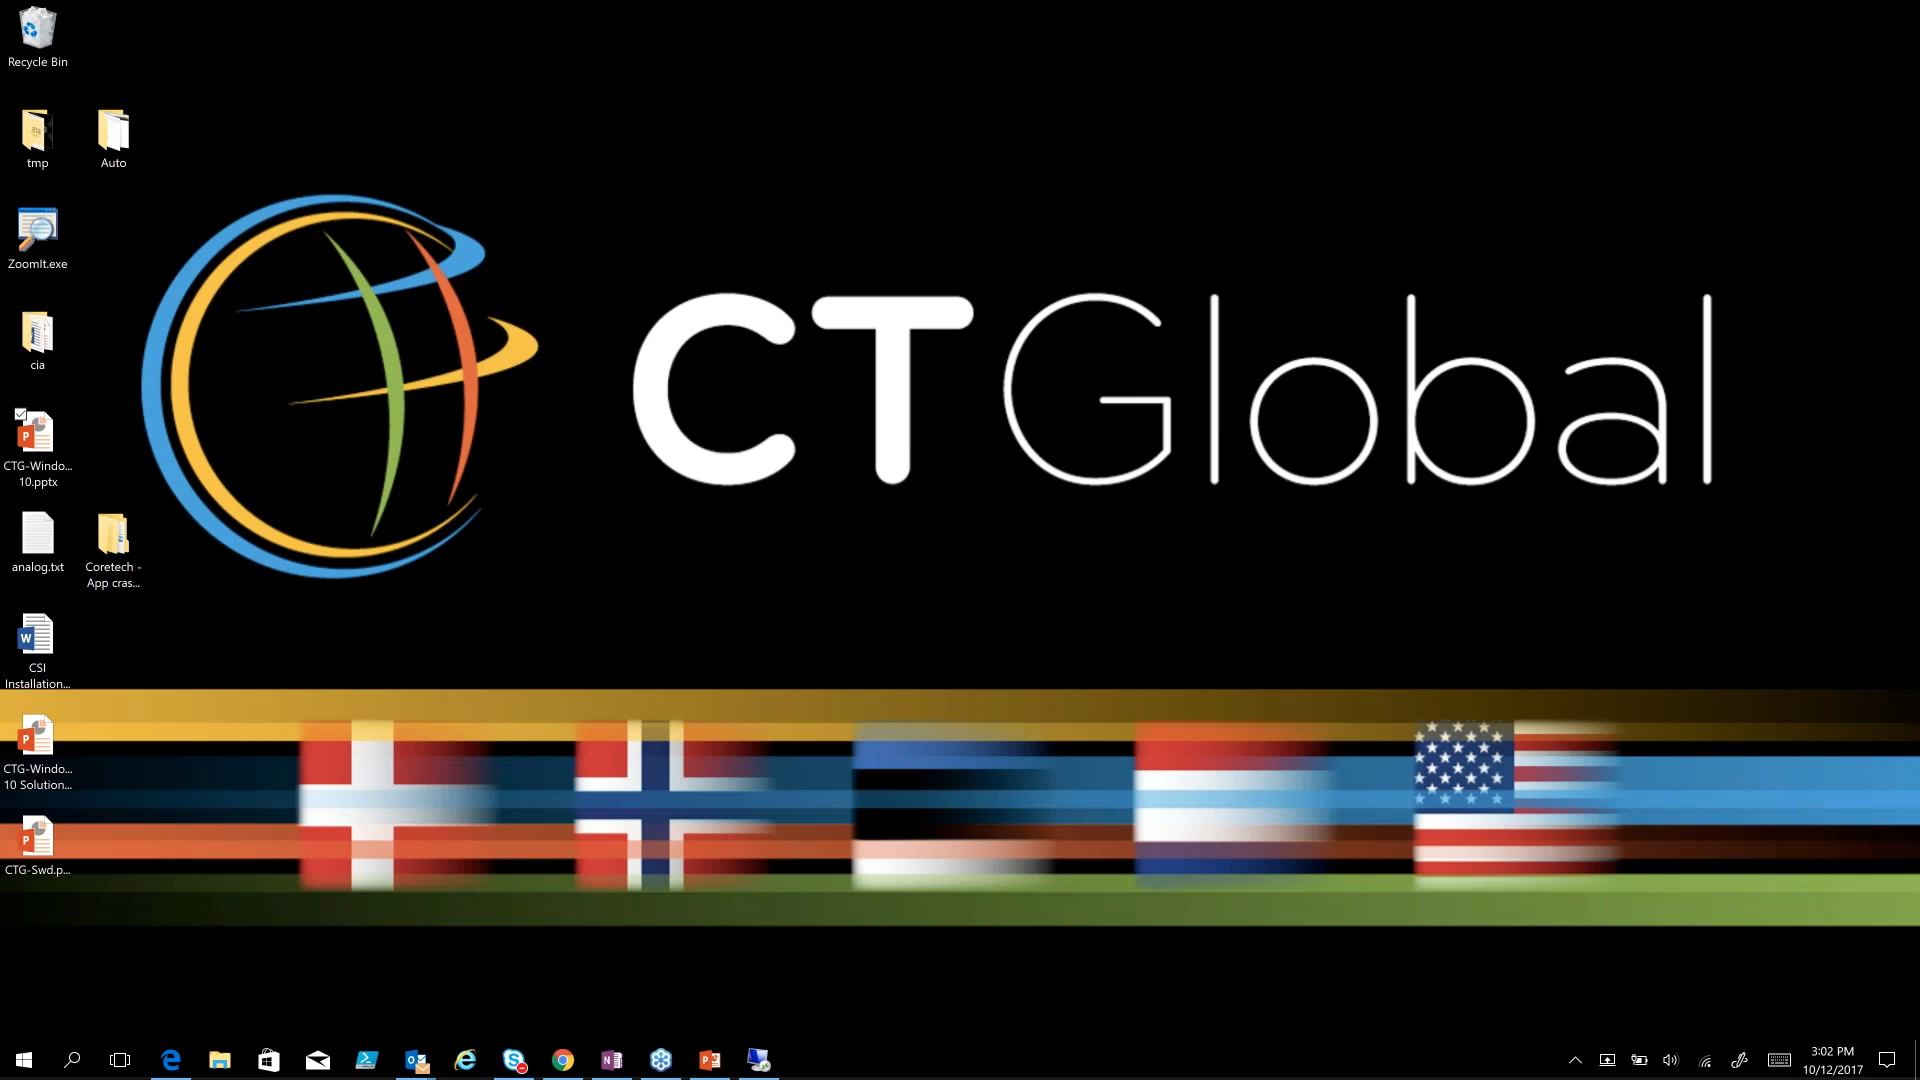 Recycle Bin
tmp
Auto
ZoomIt.exe
cia
CTG-Windo...
10.pptx
analog.txt
Coretech -
App cras...
CSI
Installation...
CTG-Windo...
10 Solution...
CTG-Swd.p...
CTGlobal
3:02 PM
10/12/2017